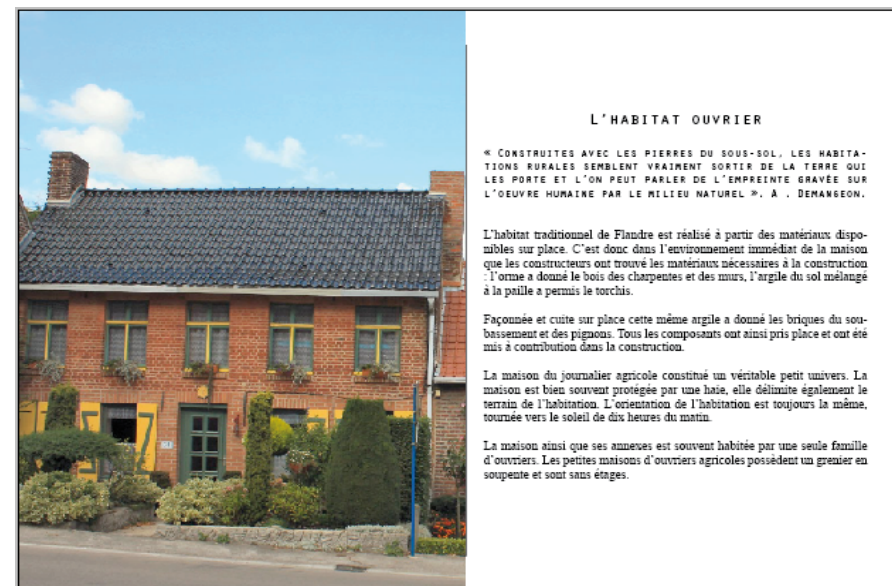 L'HABITAT OUVRIER
« CONSTRUITES AVEC LES PIERRES DU SOUS-SOL, LES HABITA-
TIONS RURALES SEMBLENT VRAIMENT SORTIR DE LA TERRE QUI
LES PORTE ET L'ON PEUT PARLER DE L'EMPREINTE GRAVÉE SUR
L'OEUVRE HUMAINE PAR LE MILIEU NATUREL ». A . DEMANGEON.
L'habitat traditionnel de Flandre est réalisé à partir des matériaux dispo-
nibles sur place. C'est donc dans l'environnement immédiat de la maison
que les constructeurs ont trouvé les matériaux nécessaires à la construction
: l'orme a donné le bois des charpentes et des murs, l'argile du sol mélangé
à la paille a permis le torchis.
Façonnée et cuite sur place cette même argile a donné les briques du sou-
bassement et des pignons. Tous les composants ont ainsi pris place et ont été
mis à contribution dans la construction.
La maison du journalier agricole constitué un véritable petit univers. La
maison est bien souvent protégée par une haie, elle délimite également le
terrain de l'habitation. L'orientation de l'habitation est toujours la même,
tournée vers le soleil de dix heures du matin.
La maison ainsi que ses annexes est souvent habitée par une seule famille
d'ouvriers. Les petites maisons d'ouvriers agricoles possèdent un grenier en
soupente et sont sans étages.